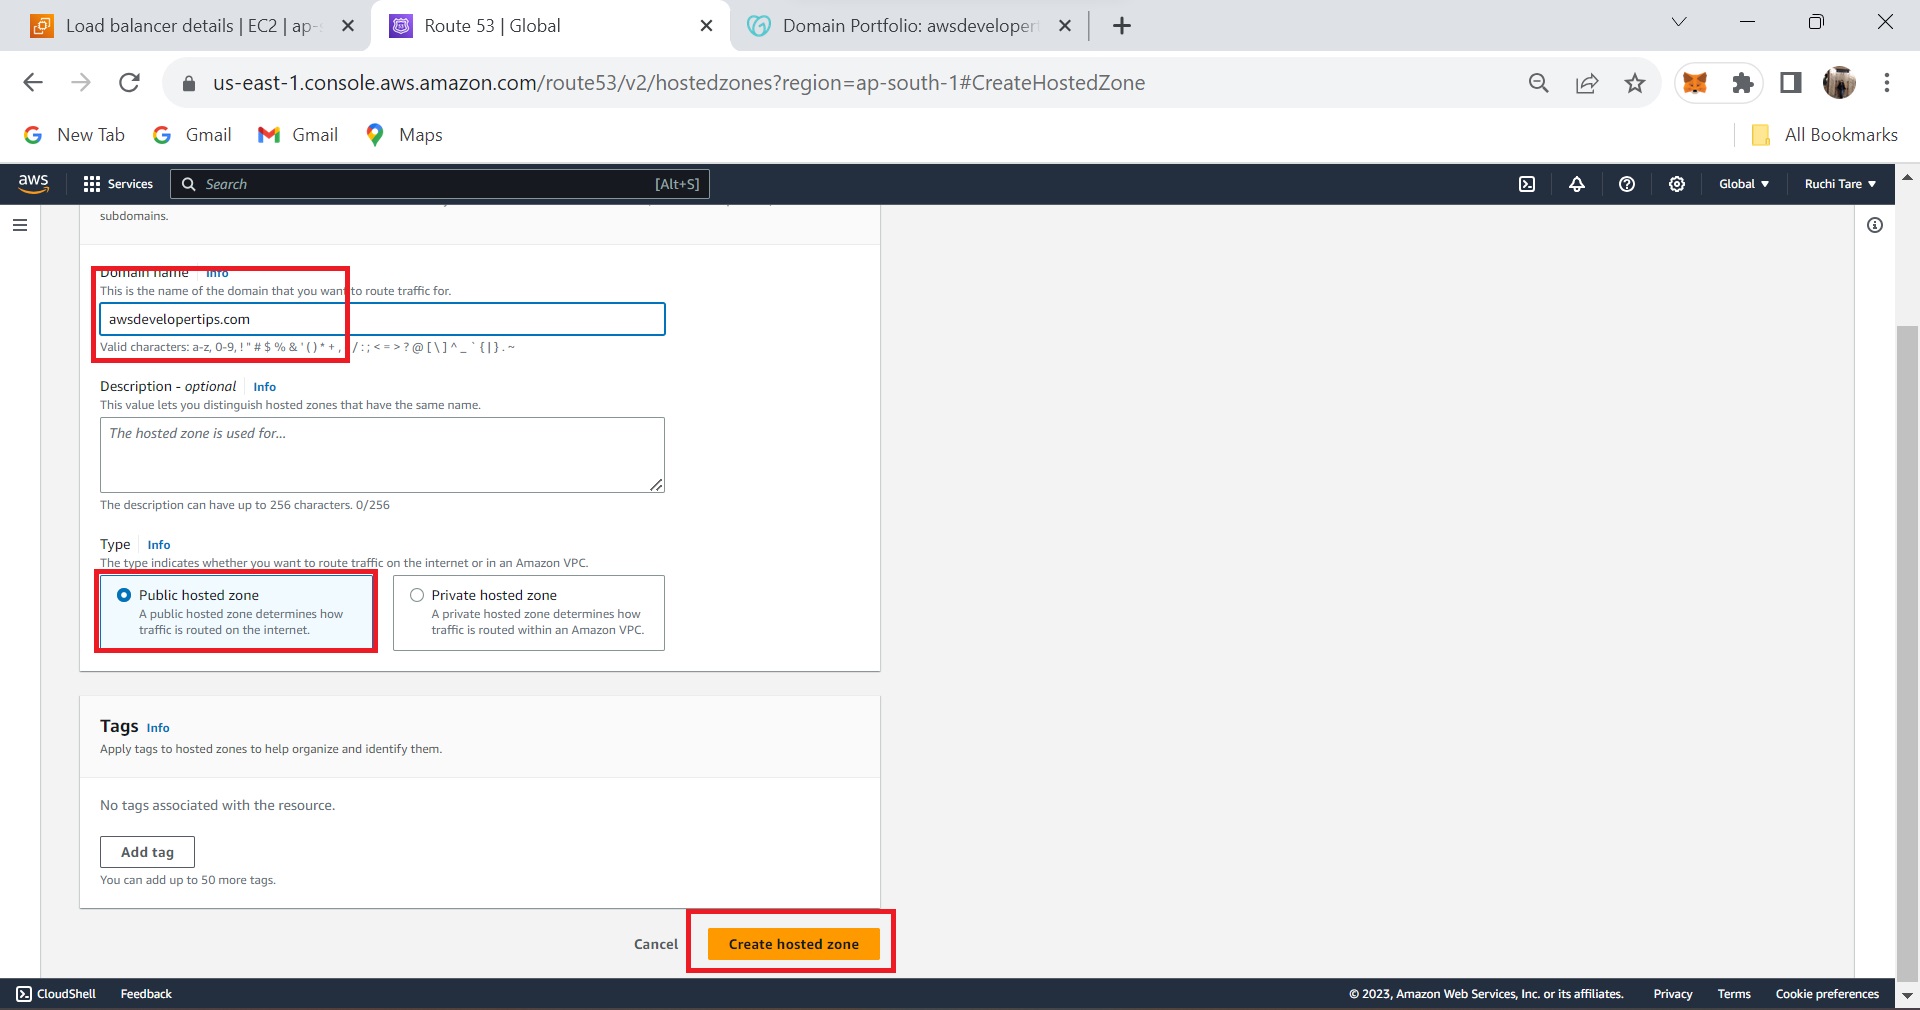 Load balancer details | EC2 | ap-s
Route 53 | Global
Domain Portfolio: awsdeveloper
us-east-1.console.aws.amazon.com/route53/v2/hostedzones?region=ap-south-1#CreateHostedZone
New Tab
Gmail
Gmail
Maps
All Bookmarks
aws
Services
Search
[Alt+S]
Global
Ruchi Tare
subdomains.
Domain name
Info
This is the name of the domain that you want to route traffic for.
awsdevelopertips.com
Valid characters: a-z, 0-9, ! " # $ % & ' ( ) * + , / : ; < = > ? @ [ \ ] ^ _ ` { | } . ~
Description - optional
Info
This value lets you distinguish hosted zones that have the same name.
The hosted zone is used for...
The description can have up to 256 characters. 0/256
Type
Info
The type indicates whether you want to route traffic on the internet or in an Amazon VPC.
Public hosted zone
A public hosted zone determines how
traffic is routed on the internet.
Private hosted zone
A private hosted zone determines how
traffic is routed within an Amazon VPC.
Tags
Info
Apply tags to hosted zones to help organize and identify them.
No tags associated with the resource.
Add tag
You can add up to 50 more tags.
Cancel
Create hosted zone
CloudShell
Feedback
© 2023, Amazon Web Services, Inc. or its affiliates.
Privacy
Terms
Cookie preferences